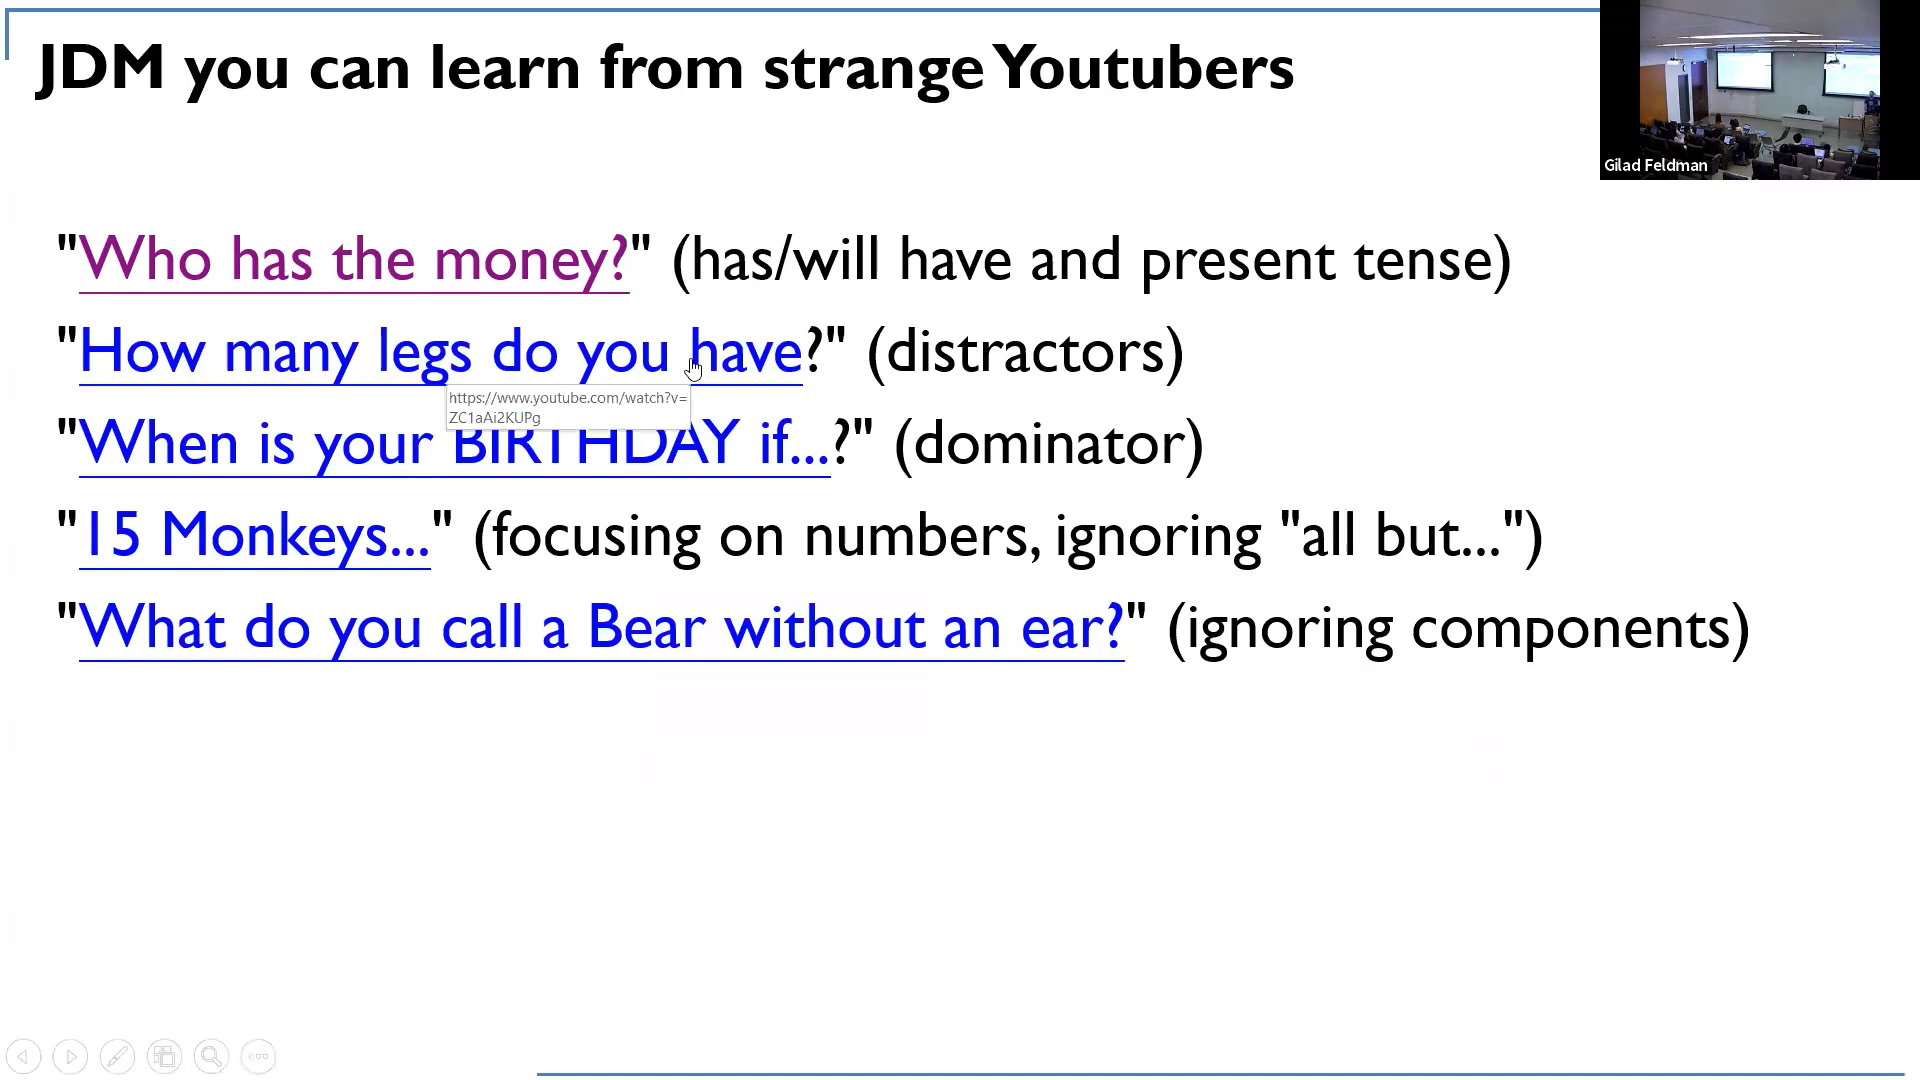 JDM you can learn from strange Youtubers
Gilad Feldman
"Who has the money?" (has/will have and present tense)
"How many legs do you have?" (distractors)
https://www.youtube.com/watch?v=
ZC1aAi2KUPg
"When is your BIRTHDAY if...?" (dominator)
"15 Monkeys..." (focusing on numbers, ignoring "all but...")
"What do you call a Bear without an ear?" (ignoring components)